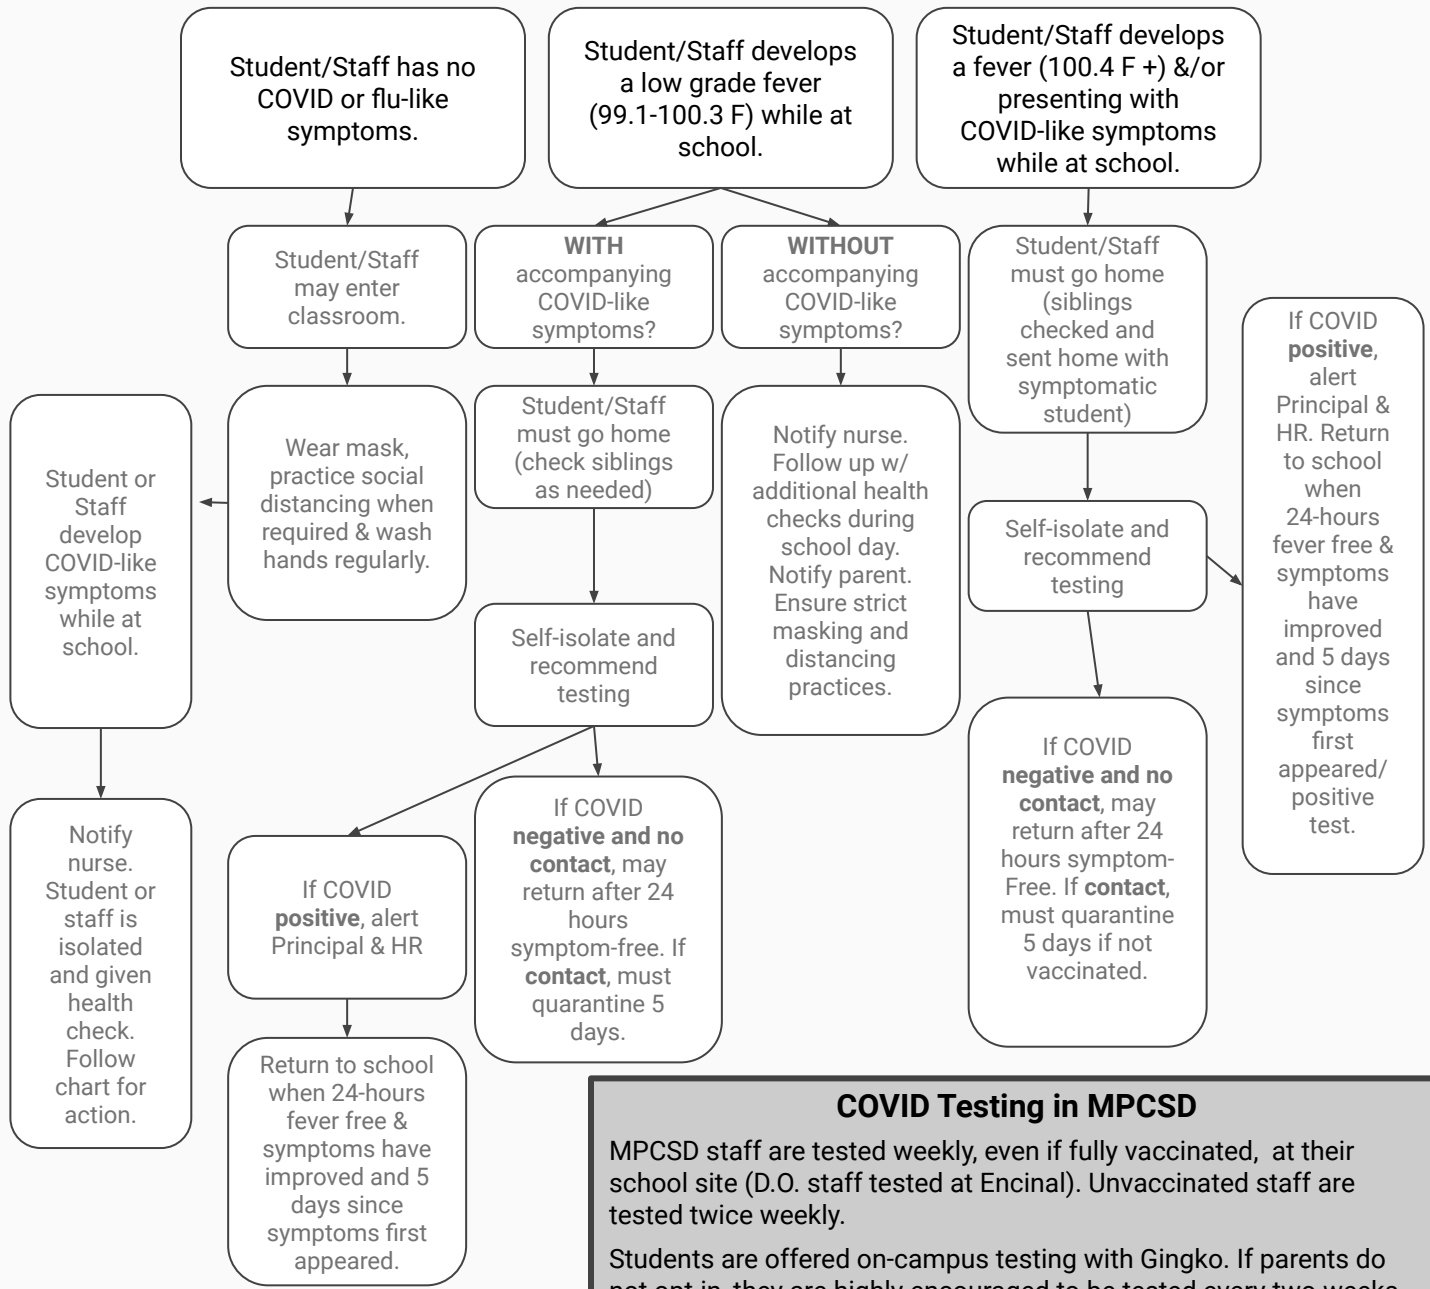 Student/Staff has no
COVID or flu-like
symptoms.
Student/Staff develops
a low grade fever
(99.1-100.3 F) while at
school.
Student/Staff develops
a fever (100.4 F +) &/or
presenting with
COVID-like symptoms
while at school.
Student/Staff
may enter
classroom.
WITH
accompanying
COVID-like
symptoms?
WITHOUT
accompanying
COVID-like
symptoms?
Student/Staff
must go home
(siblings
checked and
sent home with
symptomatic
student)
If COVID
positive,
alert
Principal &
HR. Return
to school
when
24-hours
fever free &
symptoms
have
improved
and 5 days
since
symptoms
first
appeared/
positive
test.
Student or
Staff
develop
COVID-like
symptoms
while at
school.
Wear mask,
practice social
distancing when
required & wash
hands regularly.
Student/Staff
must go home
(check siblings
as needed)
Notify nurse.
Follow up w/
additional health
checks during
school day.
Notify parent.
Ensure strict
masking and
distancing
practices.
Self-isolate and
recommend
testing
Self-isolate and
recommend
testing
If COVID
negative and no
contact, may
return after 24
hours symptom-
Free. If contact,
must quarantine
5 days if not
vaccinated.
Notify
nurse.
Student or
staff is
isolated
and given
health
check.
Follow
chart for
action.
If COVID
positive, alert
Principal & HR
If COVID
negative and no
contact, may
return after 24
hours
symptom-free. If
contact, must
quarantine 5
days.
Return to school
when 24-hours
fever free &
symptoms have
improved and 5
days since
symptoms first
appeared.
COVID Testing in MPCSD
MPCSD staff are tested weekly, even if fully vaccinated, at their
school site (D.O. staff tested at Encinal). Unvaccinated staff are
tested twice weekly.
Students are offered on-campus testing with Gingko. If parents do
not opt in, they are highly encouraged to be tested every two weeks